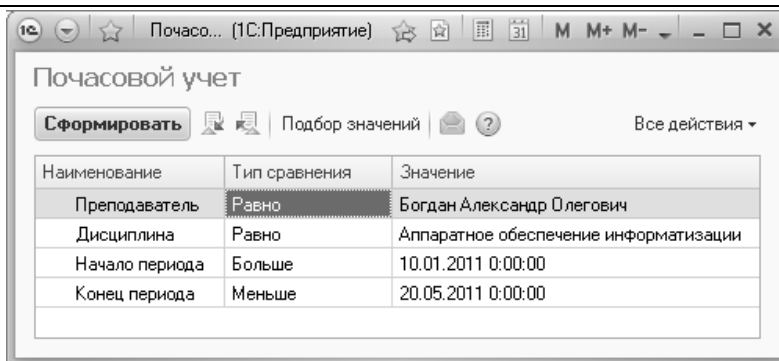 1С Почасо... (1С:Предприятие) 31 M M+ M-
Почасовой учет
Сформировать Подбор значений ? Все действия
Наименование Тип сравнения Значение
Преподаватель Равно Богдан Александр Олегович
Дисциплина Равно Аппаратное обеспечение информатизации
Начало периода Больше 10.01.2011 0:00:00
Конец периода Меньше 20.05.2011 0:00:00